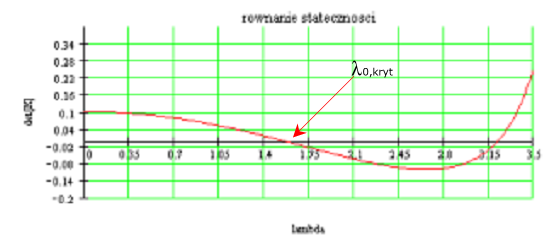 rownanie statecznosci
0.34
0.28
0.22
0.16
0.1
0.04
-0.02
-0.08
-0.14
-0.2
det[K]
λ0,kryt
0 0.35 0.7 1.05 1.4 1.75 2.1 2.45 2.8 3.15 3.5
lambda